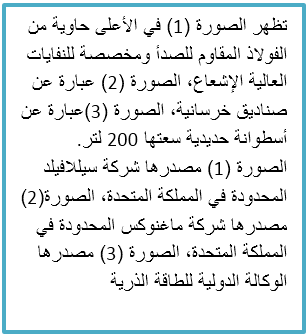 تظهر الصورة (1) في الأعلى حاوية من
الفولاذ المقاوم للصدأ ومخصصة للنفايات
العالية الإشعاع، الصورة (2) عبارة عن
صناديق خرسانية، الصورة (3)عبارة عن
أسطوانة حديدية سعتها 200 لتر.
الصورة (1) مصدرها شركة سيللافيلد
المحدودة في المملكة المتحدة، الصورة(2)
مصدرها شركة ماغنوكس المحدودة في
المملكة المتحدة، الصورة (3) مصدرها
الوكالة الدولية للطاقة الذرية